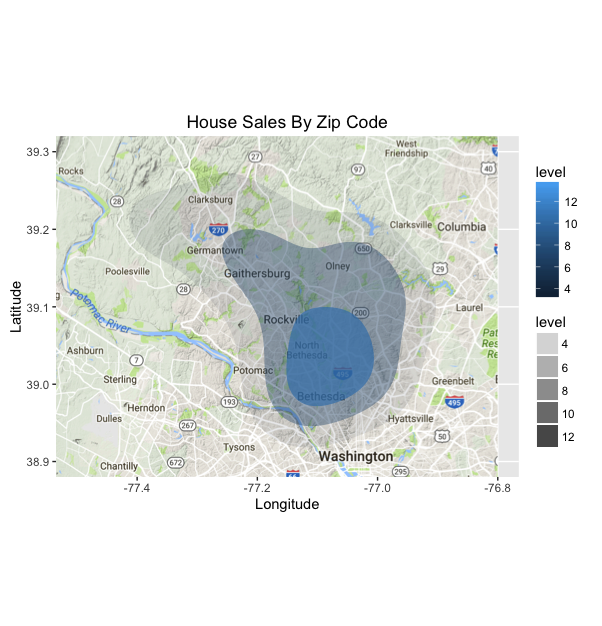 House Sales By Zip Code
39.3
39.2
39.1
39.0
38.9
Latitude
-77.4
-77.2
-77.0
-76.8
Longitude
Rocks
27
97
West
Friendship
40
28
Clarksburg
270
Germantown
Clarksville
Columbia
650
Poolesville
Gaithersburg
Olney
29
28
Potomac River
Rockville
200
Laurel
North
Bethesda
Ashburn
7
Potomac
495
Sterling
193
Bethesda
Greenbelt
495
Herndon
Dulles
267
Hyattsville
Tysons
50
Chantilly
672
Washington
295
level
12
10
8
6
4
level
4
6
8
10
12